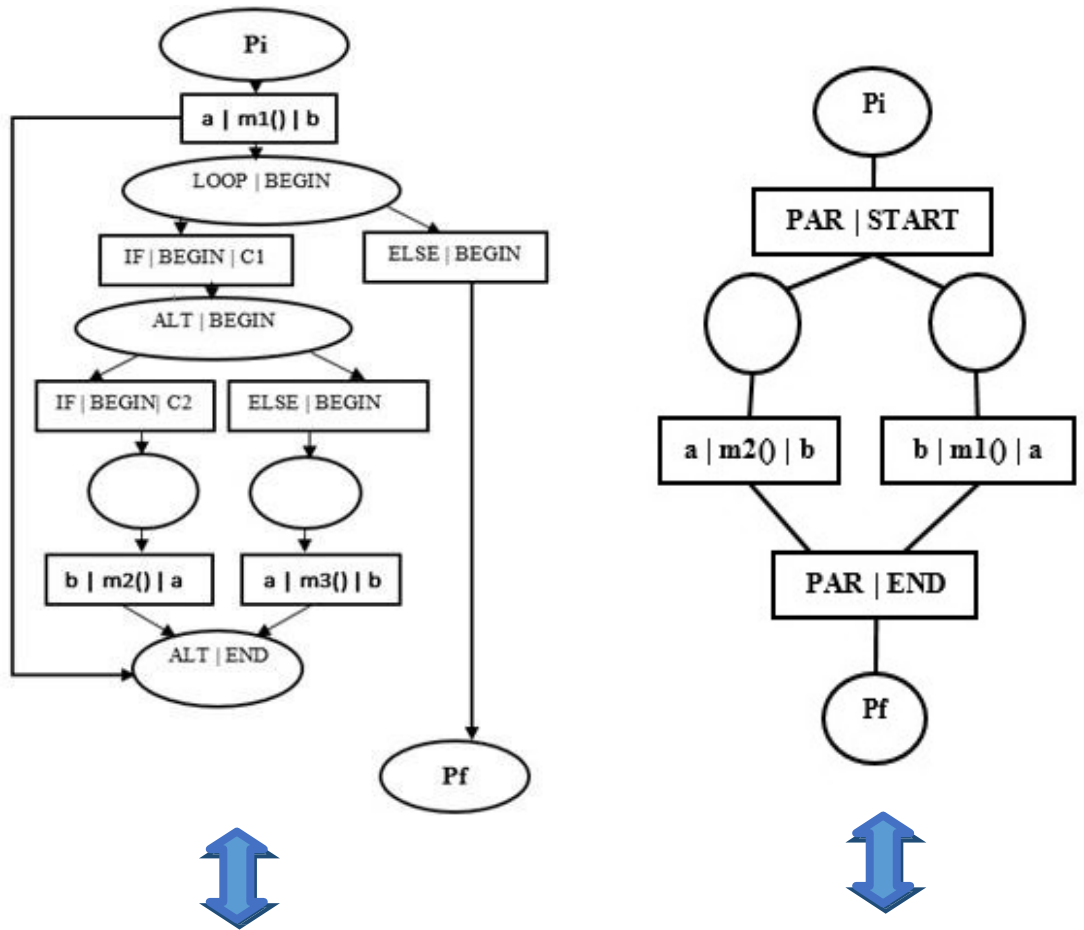 Pi
a | m1() | b
LOOP | BEGIN
IF | BEGIN | C1
ELSE | BEGIN
ALT | BEGIN
IF | BEGIN| C2
ELSE | BEGIN
b | m2() | a
a | m3() | b
ALT | END
Pf
Pi
PAR | START
a | m2() | b
b | m1() | a
PAR | END
Pf